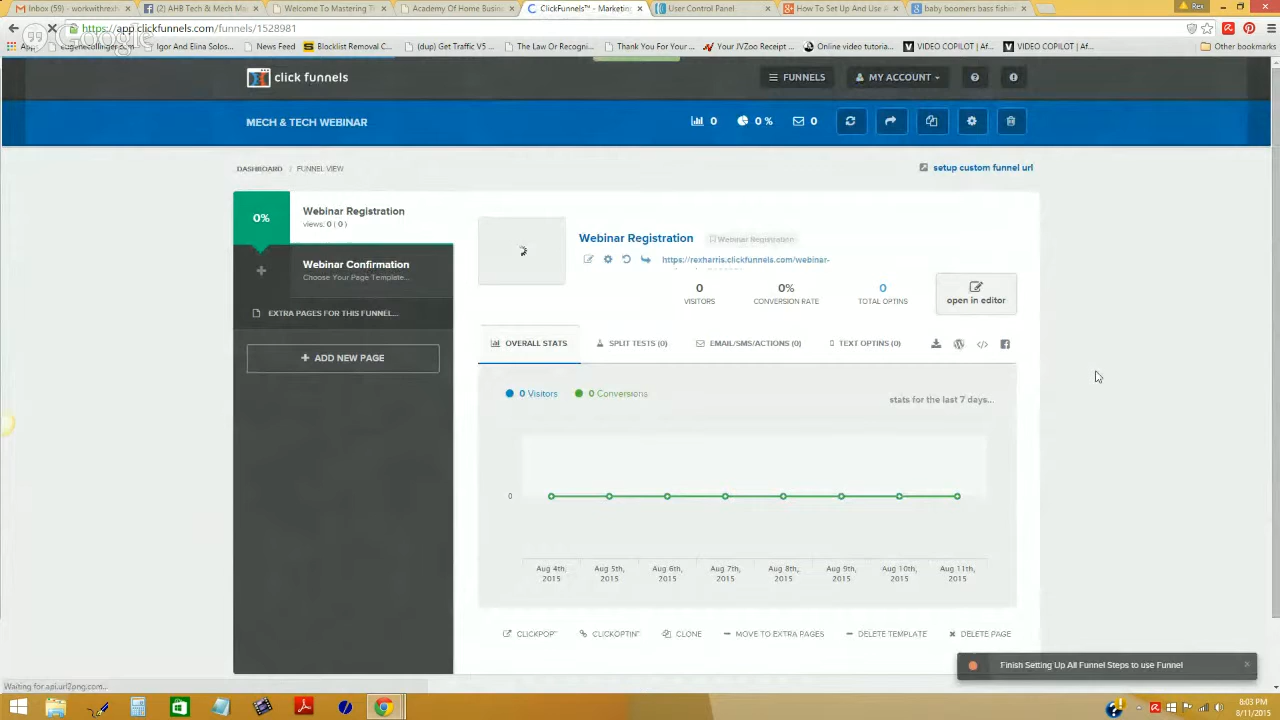 Inbox (59) - workwithrex
AHB Tech & Mech Mo
Welcome To Mastering Th
Academy Of Home Busine
ClickFunnels™ - Marketing
User Control Panel
How To Set Up And Use A
baby boomers bass fishin
Rex
https://app.clickfunnels.com/funnels/1528981
Google
Igor And Elina Solos...
News Feed
Blocklist Removal C...
(dup) Get Traffic V5 ...
The Law Or Recogni...
Thank You For Your ...
Your JVZoo Receipt ...
Online video tutoria...
VIDEO COPILOT | Af...
VIDEO COPILOT | Af...
Other bookmarks
click funnels
FUNNELS
MY ACCOUNT
MECH & TECH WEBINAR
0
0 %
0
DASHBOARD / FUNNEL VIEW
setup custom funnel url
0%
Webinar Registration
views: 0 ( 0 )
Webinar Confirmation
Choose Your Page Template...
EXTRA PAGES FOR THIS FUNNEL...
+ ADD NEW PAGE
Webinar Registration
Webinar Registration
https://rexharris.clickfunnels.com/webinar-
0
VISITORS
0%
CONVERSION RATE
0
TOTAL OPTINS
open in editor
OVERALL STATS
SPLIT TESTS (0)
EMAIL/SMS/ACTIONS (0)
TEXT OPTINS (0)
0 Visitors
0 Conversions
stats for the last 7 days...
0
Aug 4th, 2015
Aug 5th, 2015
Aug 6th, 2015
Aug 7th, 2015
Aug 8th, 2015
Aug 9th, 2015
Aug 10th, 2015
Aug 11th, 2015
CLICKPOP™
CLICKOPTIN™
CLONE
MOVE TO EXTRA PAGES
DELETE TEMPLATE
DELETE PAGE
Finish Setting Up All Funnel Steps to use Funnel
Waiting for api.url2png.com...
8:03 PM
8/11/2015